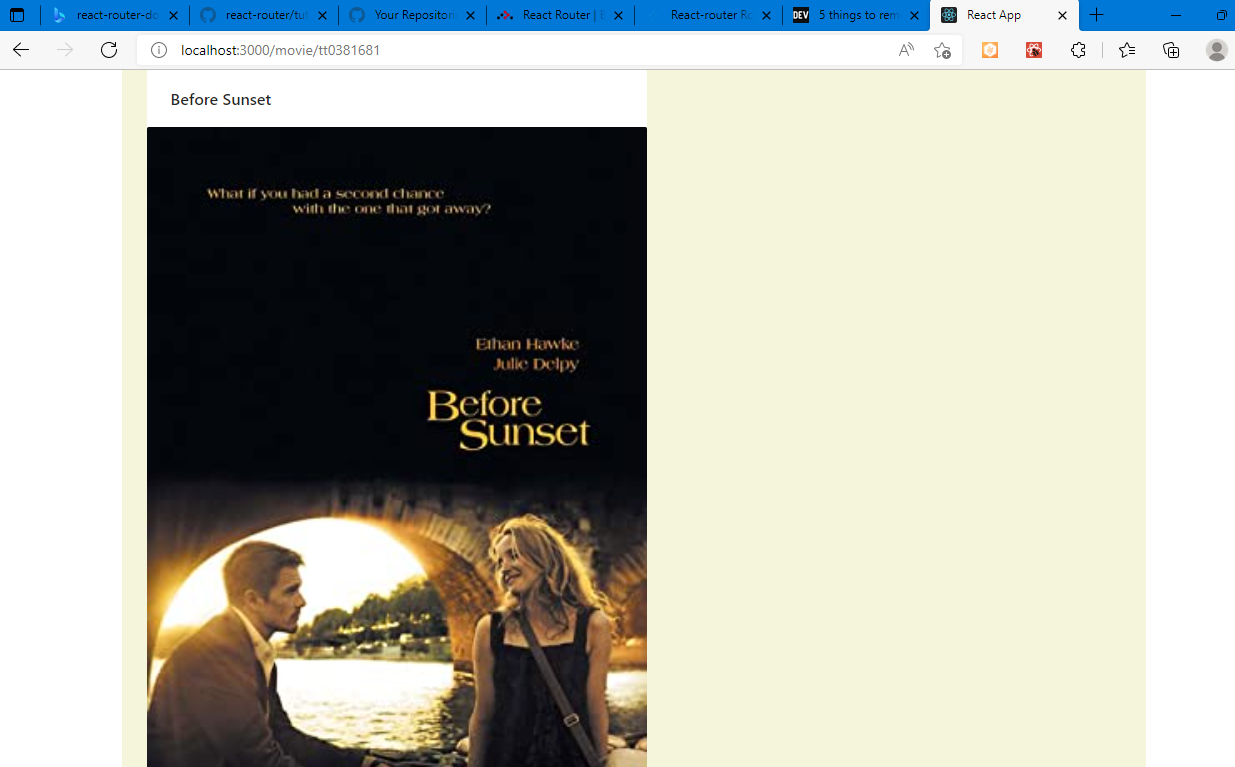 react-router-do
react-router/tut
Your Repositori
React Router |
React-router Ro
DEV
5 things to rem
React App
localhost:3000/movie/tt0381681
Before Sunset
What if you had a second chance
with the one that got away?
Ethan Hawke
Julie Delpy
Before
Sunset